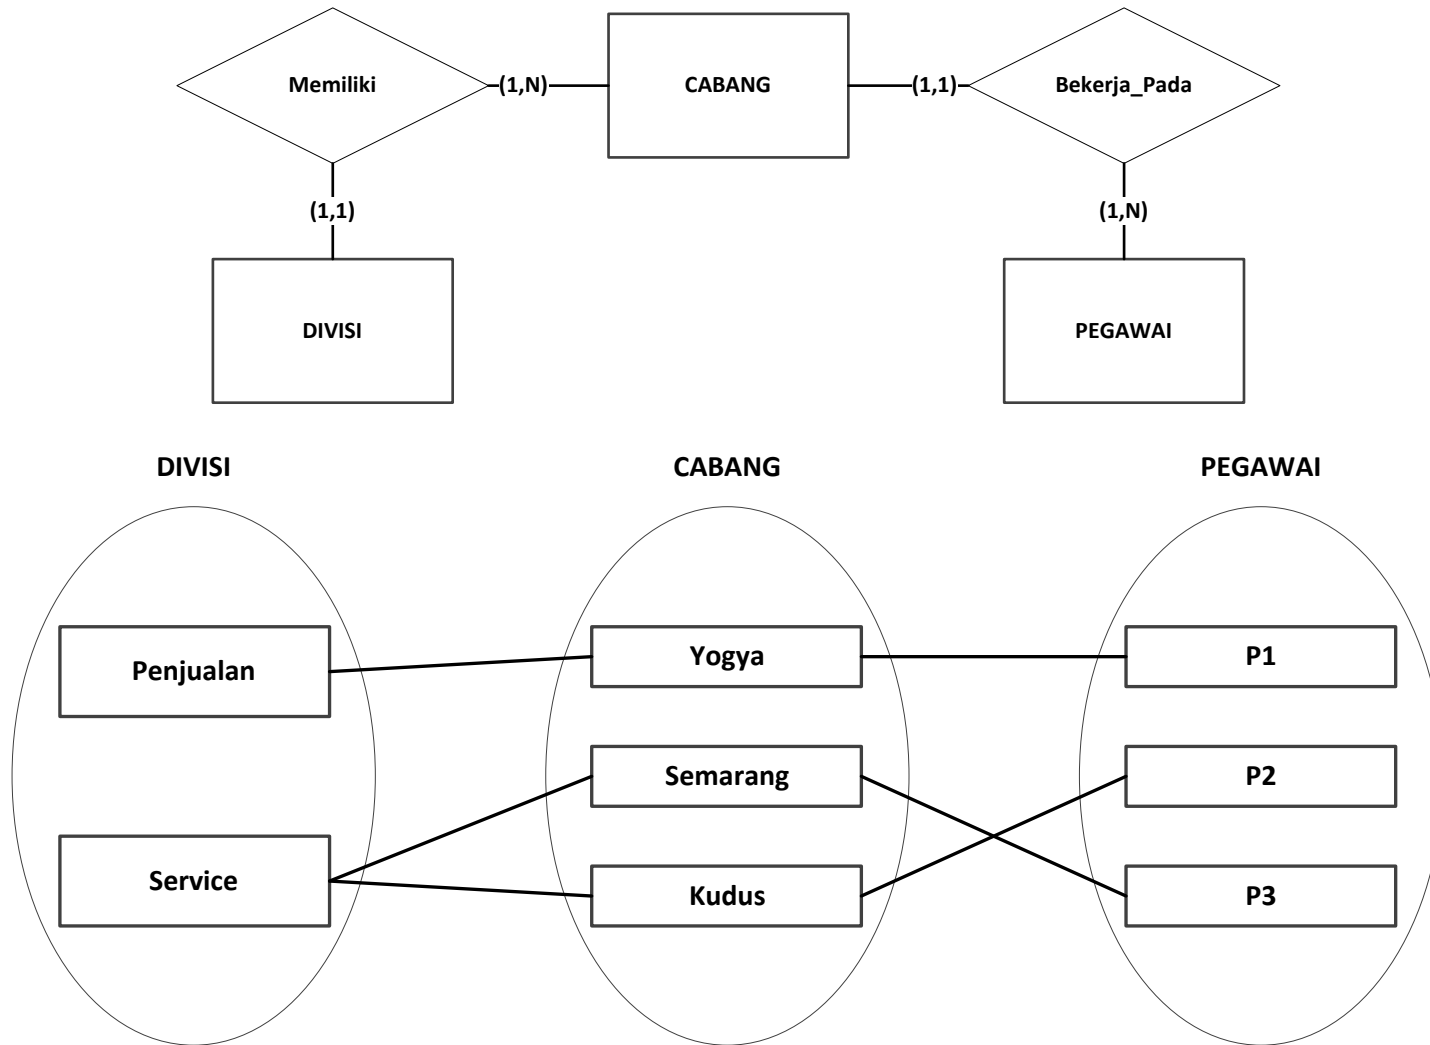 Memiliki
(1,N)
CABANG
(1,1)
Bekerja_Pada
(1,1)
(1,N)
DIVISI
PEGAWAI
DIVISI
CABANG
PEGAWAI
Penjualan
Yogya
P1
Semarang
P2
Service
Kudus
P3